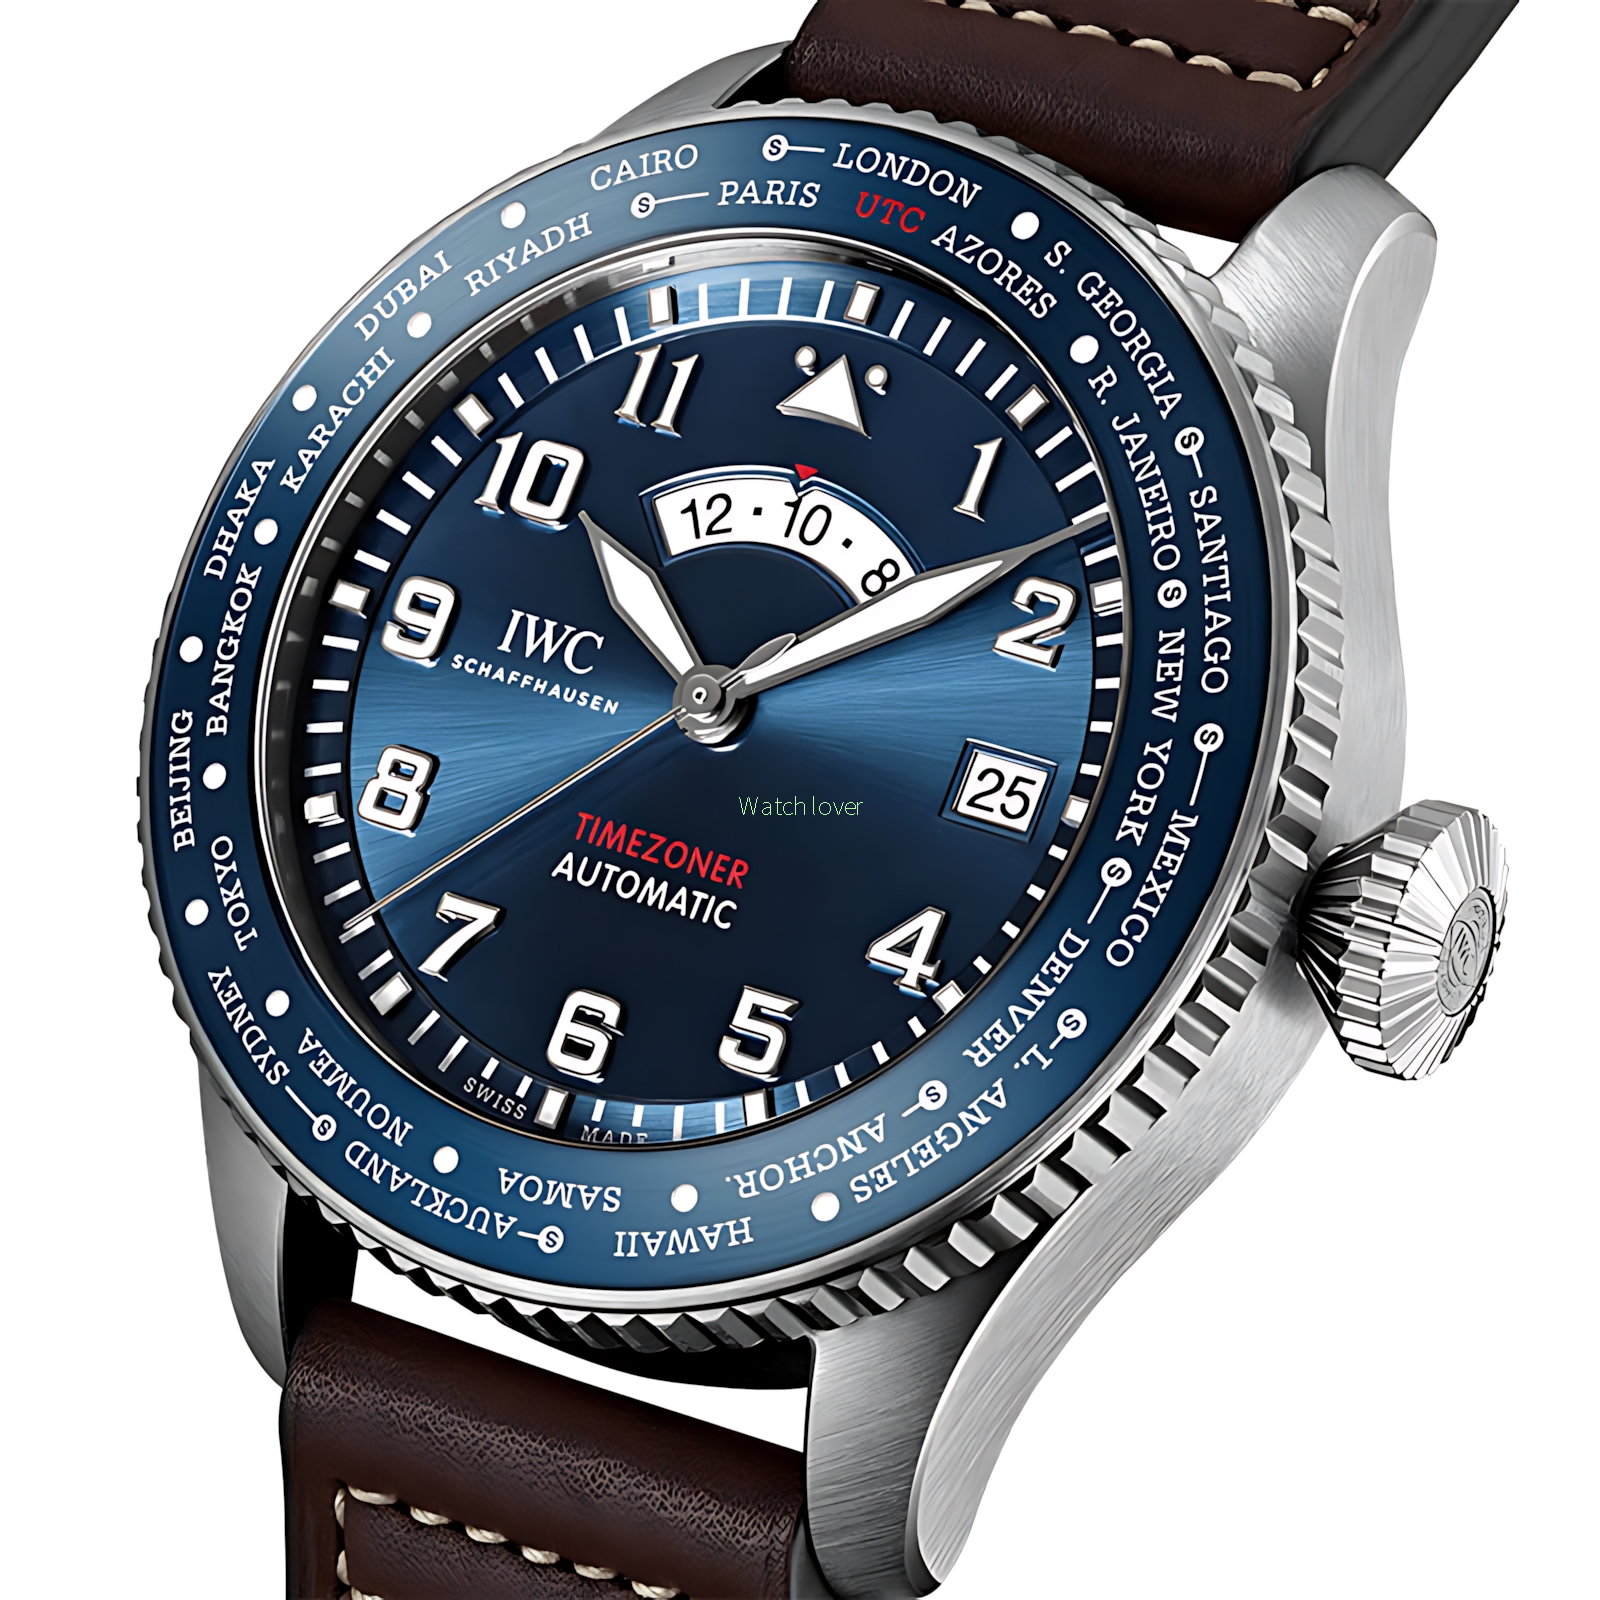 CAIRO
S LONDON
S PARIS
UTC
AZORES
S. GEORGIA
R. JANEIRO
S SANTIAGO
S NEW YORK
S MEXICO
S DENVER
S L. ANGELES
S ANCHOR.
HAWAII
SAMOA
AUCKLAND S
NOUMEA
SYDNEY S
TOKYO
BEIJING
BANGKOK
DHAKA
KARACHI
DUBAI
RIYADH
11
1
10
12 · 10 · 8
2
9
IWC
SCHAFFHAUSEN
8
25
Watch lover
TIMEZONER
AUTOMATIC
7
4
6
5
SWISS
MADE
IWC